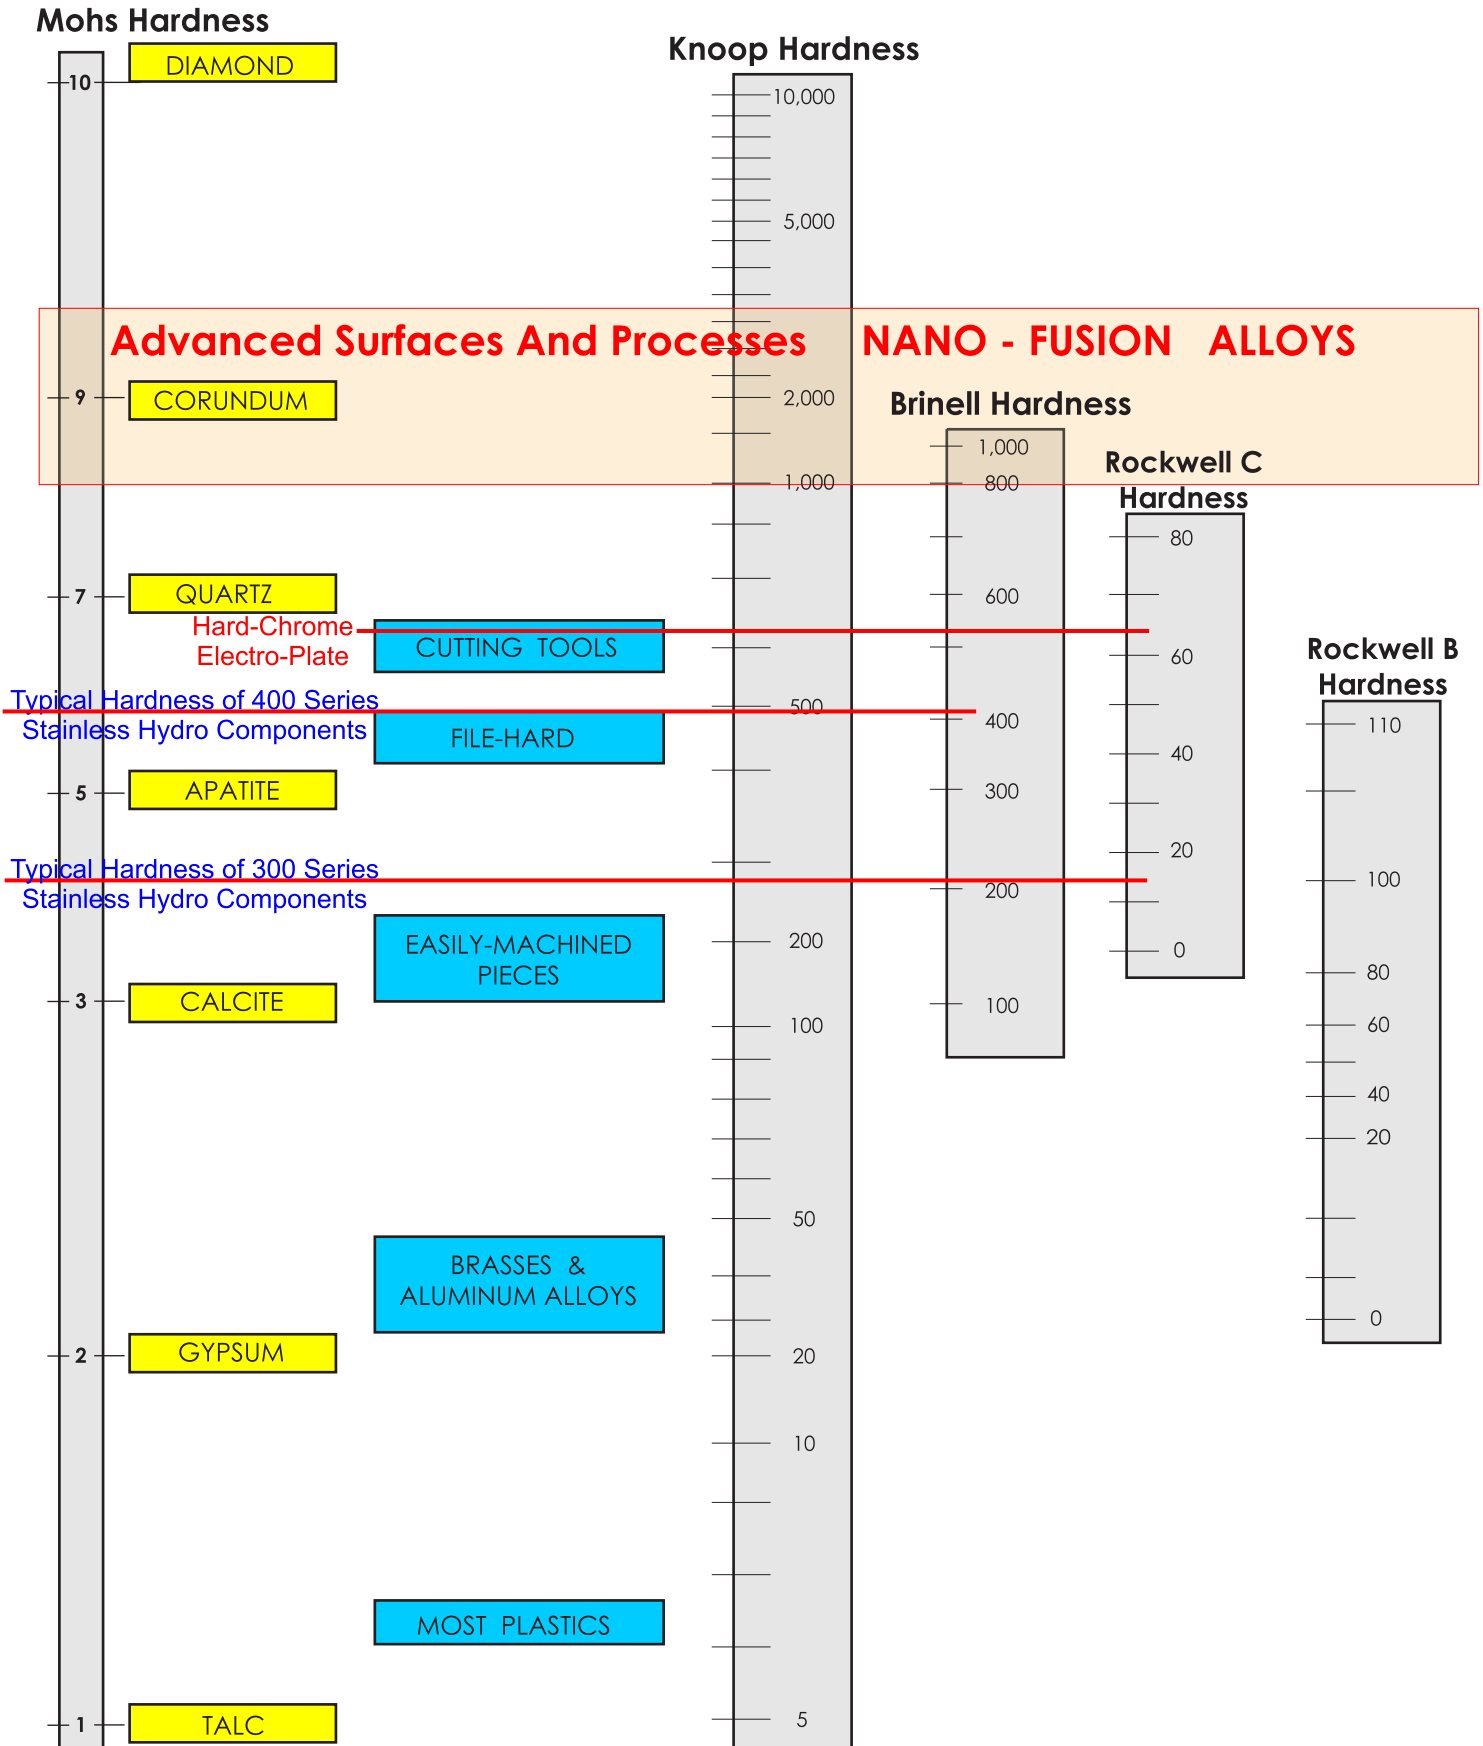 Mohs Hardness
10
DIAMOND
9
CORUNDUM
7
QUARTZ
Hard-Chrome
Electro-Plate
Typical Hardness of 400 Series
Stainless Hydro Components
5
APATITE
Typical Hardness of 300 Series
Stainless Hydro Components
3
CALCITE
2
GYPSUM
1
TALC
CUTTING TOOLS
FILE-HARD
EASILY-MACHINED
PIECES
BRASSES &
ALUMINUM ALLOYS
MOST PLASTICS
Advanced Surfaces And Processes NANO - FUSION ALLOYS
Knoop Hardness
10,000
5,000
2,000
1,000
500
200
100
50
20
10
5
Brinell Hardness
1,000
800
600
400
300
200
100
Rockwell C
Hardness
80
60
40
20
0
Rockwell B
Hardness
110
100
80
60
40
20
0